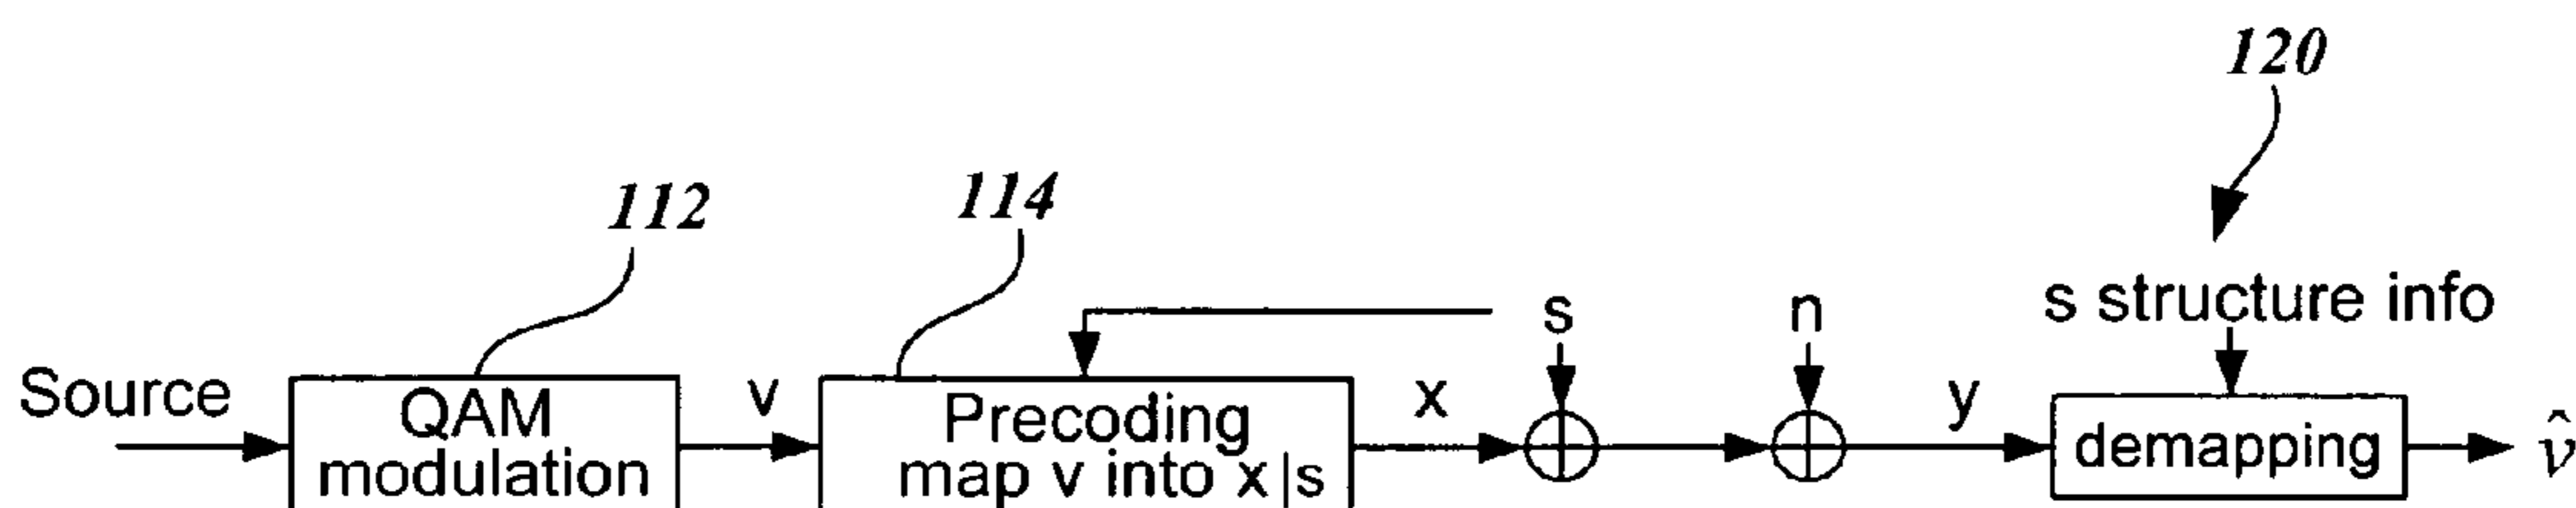 120
112
114
s structure info
s
n
Source
QAM
modulation
v
Precoding
map v into x|s
x
y
demapping
v̂